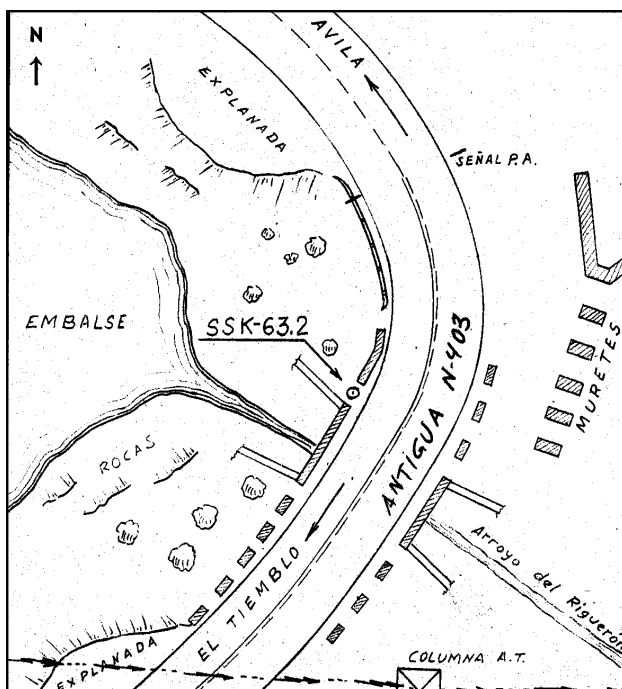 N
AVILA
EXPLANADA
SEÑAL P.A.
EMBALSE
SSK-63.2
ANTIGUA N-403
MURETES
ROCAS
Arroyo del Riguerón
EL TIEMBLO
EXPLANADA
COLUMNA A.T.